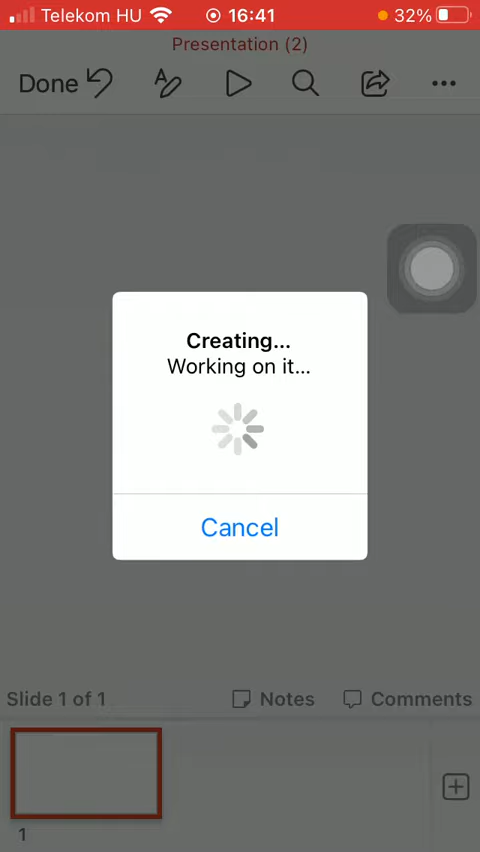 Telekom HU 16:41 32%
Presentation (2)
Done
Creating...
Working on it...
Cancel
Slide 1 of 1 Notes Comments
1